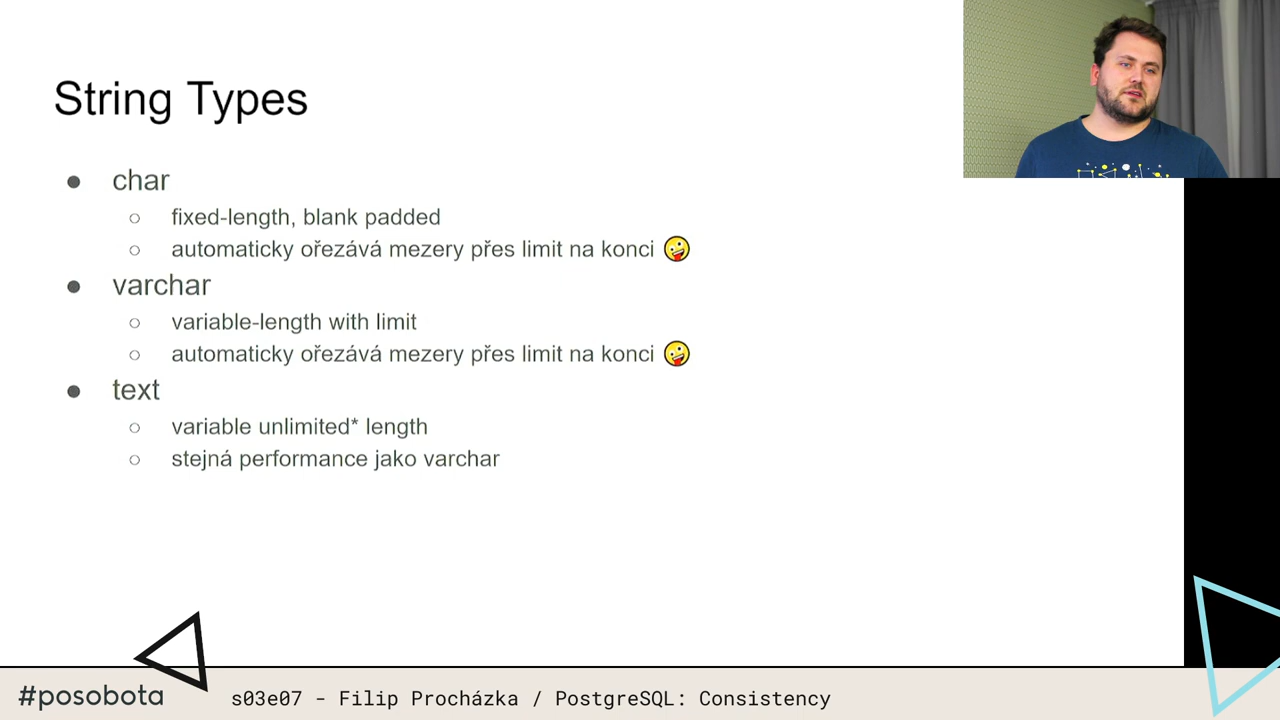 String Types
● char
○ fixed-length, blank padded
○ automaticky ořezává mezery přes limit na konci 🤪
● varchar
○ variable-length with limit
○ automaticky ořezává mezery přes limit na konci 🤪
● text
○ variable unlimited* length
○ stejná performance jako varchar
#posobota
s03e07 - Filip Procházka / PostgreSQL: Consistency